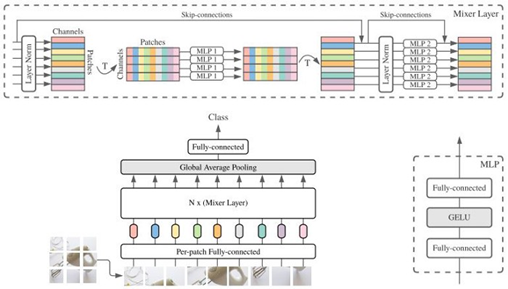 Skip-connections
Skip-connections
Mixer Layer
Channels
Layer Norm
Patches
T
Patches
Channels
MLP 1
MLP 1
MLP 1
MLP 1
T
Layer Norm
MLP 2
MLP 2
MLP 2
MLP 2
MLP 2
MLP 2
Class
Fully-connected
Global Average Pooling
N x (Mixer Layer)
Per-patch Fully-connected
MLP
Fully-connected
GELU
Fully-connected